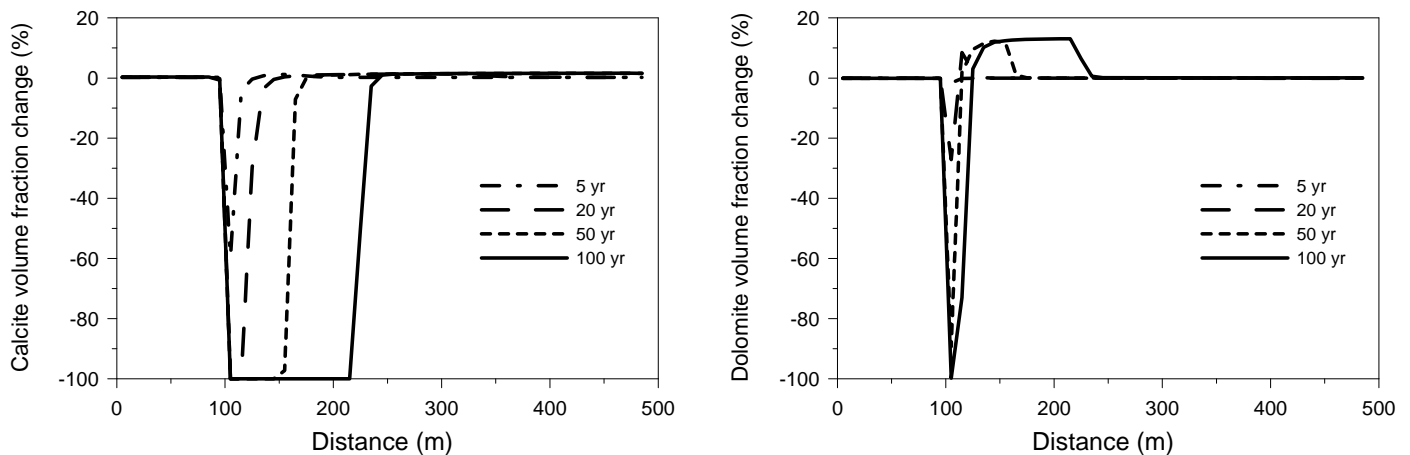 Calcite volume fraction change (%)
20
0
-20
-40
-60
-80
-100
0
100
200
300
400
500
Distance (m)
5 yr
20 yr
50 yr
100 yr
Dolomite volume fraction change (%)
20
0
-20
-40
-60
-80
-100
0
100
200
300
400
500
Distance (m)
5 yr
20 yr
50 yr
100 yr